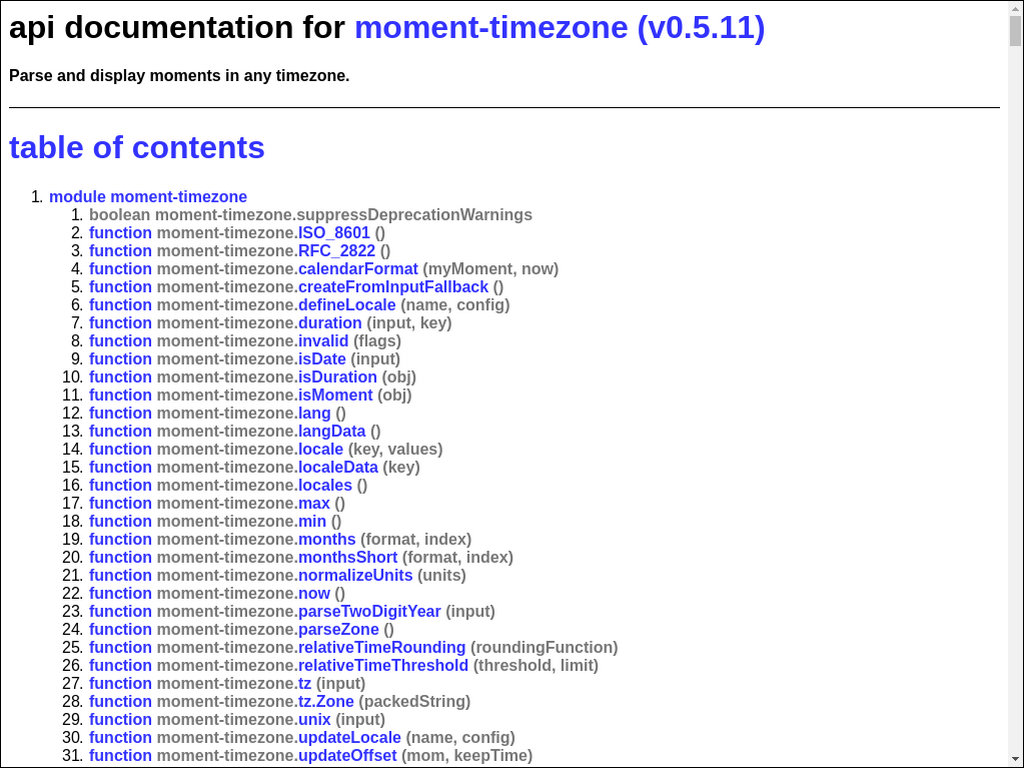 api documentation for moment-timezone (v0.5.11)
Parse and display moments in any timezone.
table of contents
1. module moment-timezone
1. boolean moment-timezone.suppressDeprecationWarnings
2. function moment-timezone.ISO_8601 ()
3. function moment-timezone.RFC_2822 ()
4. function moment-timezone.calendarFormat (myMoment, now)
5. function moment-timezone.createFromInputFallback ()
6. function moment-timezone.defineLocale (name, config)
7. function moment-timezone.duration (input, key)
8. function moment-timezone.invalid (flags)
9. function moment-timezone.isDate (input)
10. function moment-timezone.isDuration (obj)
11. function moment-timezone.isMoment (obj)
12. function moment-timezone.lang ()
13. function moment-timezone.langData ()
14. function moment-timezone.locale (key, values)
15. function moment-timezone.localeData (key)
16. function moment-timezone.locales ()
17. function moment-timezone.max ()
18. function moment-timezone.min ()
19. function moment-timezone.months (format, index)
20. function moment-timezone.monthsShort (format, index)
21. function moment-timezone.normalizeUnits (units)
22. function moment-timezone.now ()
23. function moment-timezone.parseTwoDigitYear (input)
24. function moment-timezone.parseZone ()
25. function moment-timezone.relativeTimeRounding (roundingFunction)
26. function moment-timezone.relativeTimeThreshold (threshold, limit)
27. function moment-timezone.tz (input)
28. function moment-timezone.tz.Zone (packedString)
29. function moment-timezone.unix (input)
30. function moment-timezone.updateLocale (name, config)
31. function moment-timezone.updateOffset (mom, keepTime)